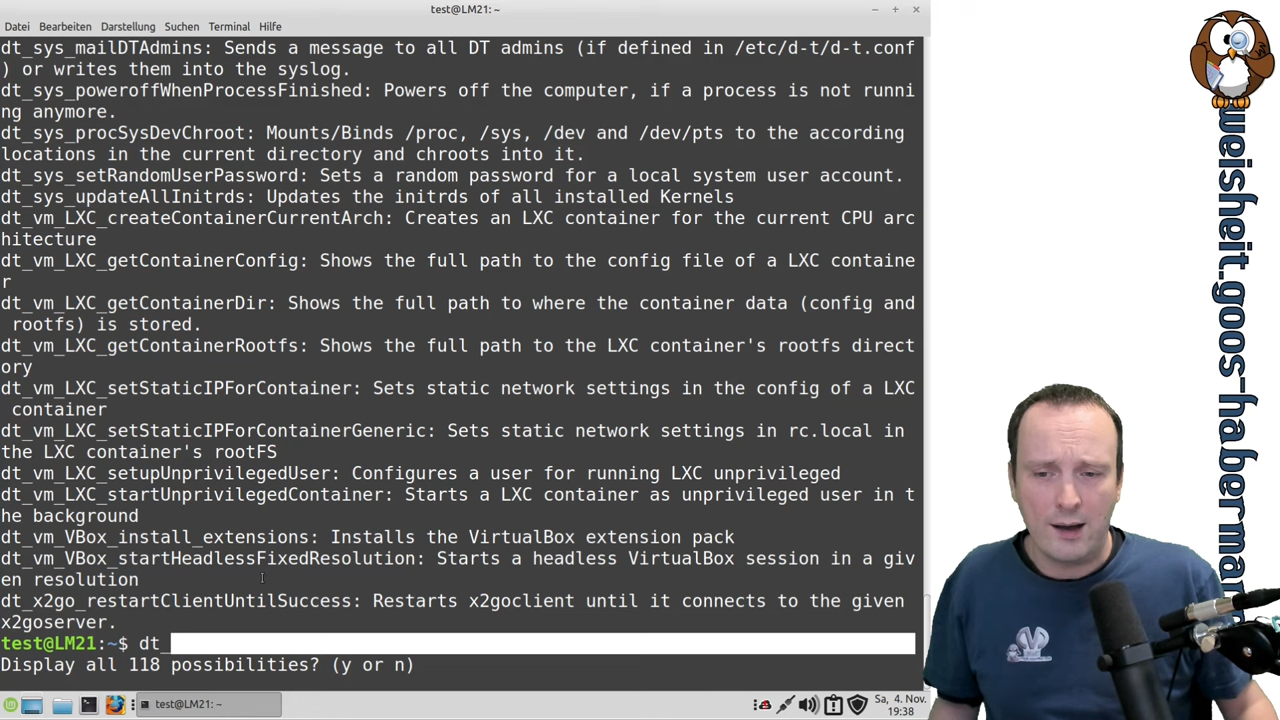 test@LM21: ~
Datei Bearbeiten Darstellung Suchen Terminal Hilfe
dt_sys_mailDTAdmins: Sends a message to all DT admins (if defined in /etc/d-t/d-t.conf
) or writes them into the syslog.
dt_sys_poweroffWhenProcessFinished: Powers off the computer, if a process is not runni
ng anymore.
dt_sys_procSysDevChroot: Mounts/Binds /proc, /sys, /dev and /dev/pts to the according
locations in the current directory and chroots into it.
dt_sys_setRandomUserPassword: Sets a random password for a local system user account.
dt_sys_updateAllInitrds: Updates the initrds of all installed Kernels
dt_vm_LXC_createContainerCurrentArch: Creates an LXC container for the current CPU arc
hitecture
dt_vm_LXC_getContainerConfig: Shows the full path to the config file of a LXC containe
r
dt_vm_LXC_getContainerDir: Shows the full path to where the container data (config and
 rootfs) is stored.
dt_vm_LXC_getContainerRootfs: Shows the full path to the LXC container's rootfs direct
ory
dt_vm_LXC_setStaticIPForContainer: Sets static network settings in the config of a LXC
 container
dt_vm_LXC_setStaticIPForContainerGeneric: Sets static network settings in rc.local in
the LXC container's rootFS
dt_vm_LXC_setupUnprivilegedUser: Configures a user for running LXC unprivileged
dt_vm_LXC_startUnprivilegedContainer: Starts a LXC container as unprivileged user in t
he background
dt_vm_VBox_install_extensions: Installs the VirtualBox extension pack
dt_vm_VBox_startHeadlessFixedResolution: Starts a headless VirtualBox session in a giv
en resolution
dt_x2go_restartClientUntilSuccess: Restarts x2goclient until it connects to the given
x2goserver.
test@LM21:~$ dt_
Display all 118 possibilities? (y or n)
test@LM21: ~
Sa, 4. Nov.
19:38
weisheit.goos-haberman